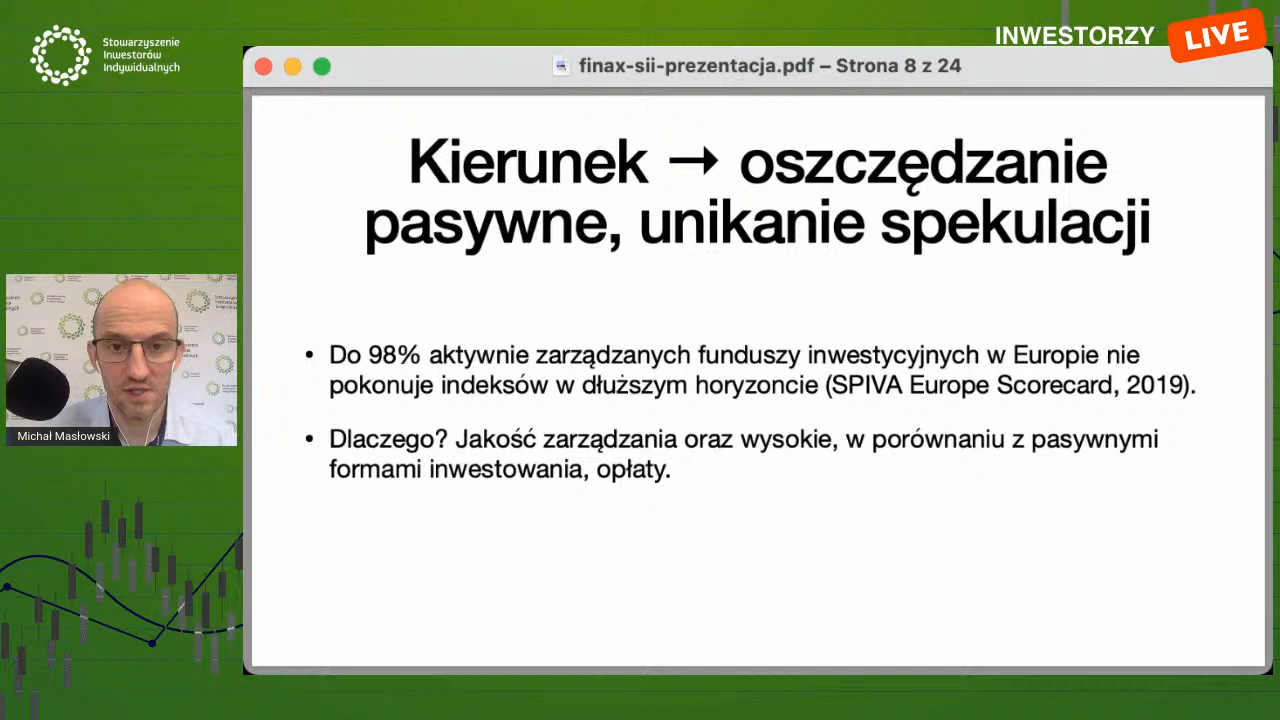 Stowarzyszenie
Inwestorów
Indywidualnych
INWESTORZY LIVE
finax-sii-prezentacja.pdf – Strona 8 z 24
Kierunek → oszczędzanie
pasywne, unikanie spekulacji
• Do 98% aktywnie zarządzanych funduszy inwestycyjnych w Europie nie
pokonuje indeksów w dłuższym horyzoncie (SPIVA Europe Scorecard, 2019).
• Dlaczego? Jakość zarządzania oraz wysokie, w porównaniu z pasywnymi
formami inwestowania, opłaty.
Michał Masłowski